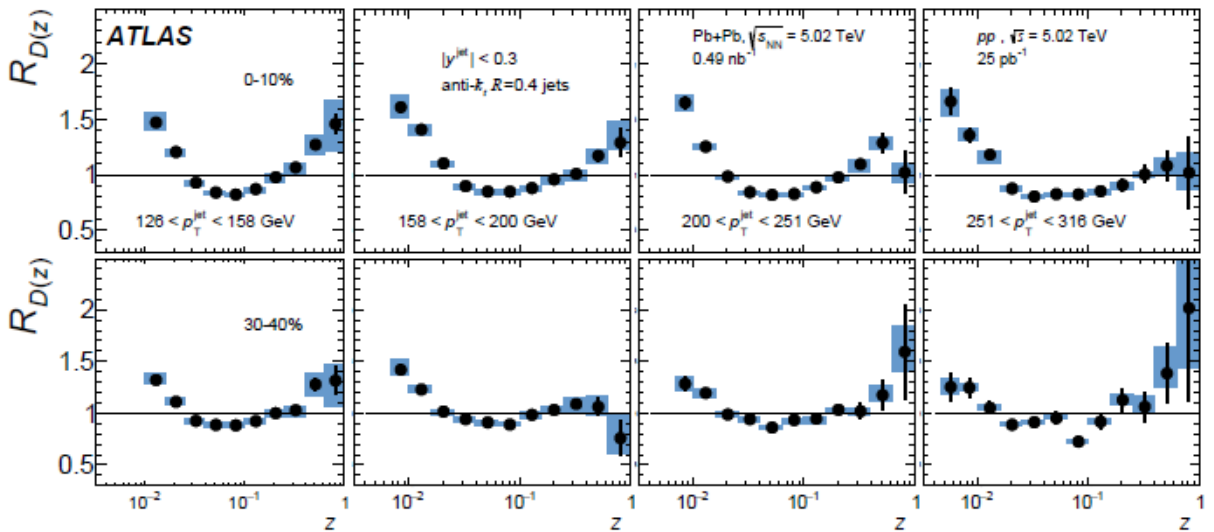 ATLAS
0-10%
|y^jet| < 0.3
anti-k_t R=0.4 jets
Pb+Pb, √s_NN = 5.02 TeV
0.49 nb^-1
pp , √s = 5.02 TeV
25 pb^-1
R_D(z)
2
1.5
1
0.5
126 < p_T^jet < 158 GeV
158 < p_T^jet < 200 GeV
200 < p_T^jet < 251 GeV
251 < p_T^jet < 316 GeV
R_D(z)
30-40%
2
1.5
1
0.5
10^-2 10^-1 1 10^-2 10^-1 1 10^-2 10^-1 1 10^-2 10^-1 1
z z z z